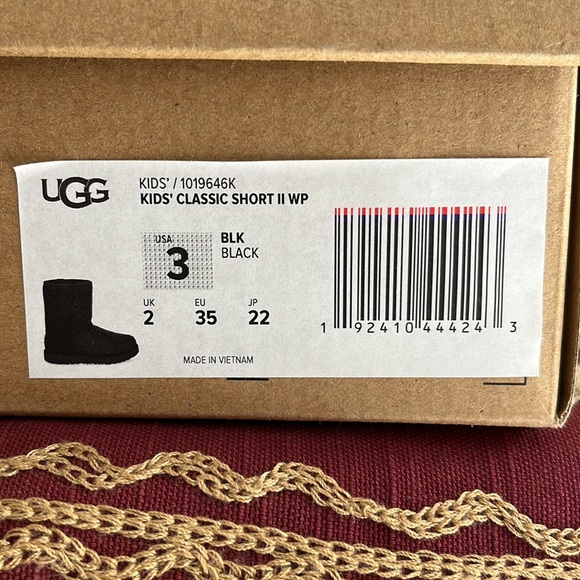 UGG
KIDS' / 1019646K
KIDS' CLASSIC SHORT II WP
USA
3
BLK
BLACK
UK EU JP
2 35 22
MADE IN VIETNAM
1 92410 44424 3